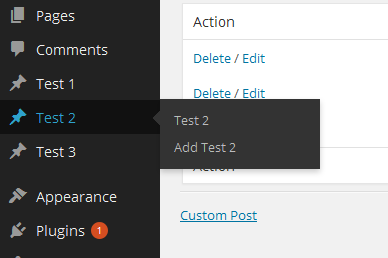 Pages
Comments
Test 1
Test 2
Test 3
Appearance
Plugins 1
Test 2
Add Test 2
Action
Delete / Edit
Delete / Edit
Action
Custom Post